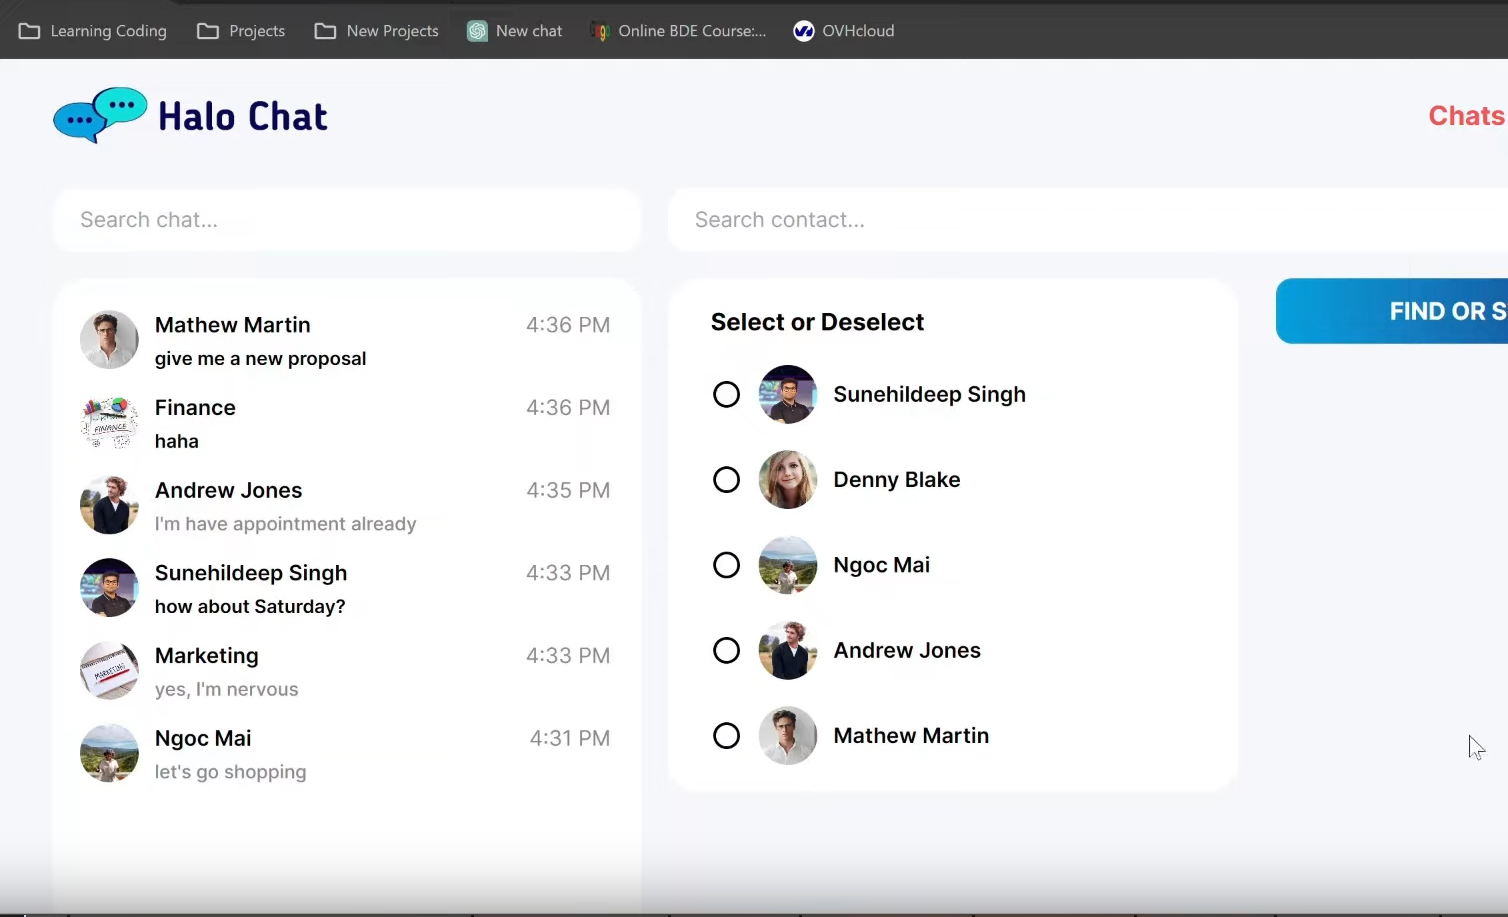 Learning Coding
Projects
New Projects
New chat
Online BDE Course:...
OVHcloud
Halo Chat
Chats
Search chat...
Search contact...
Mathew Martin
4:36 PM
give me a new proposal
Finance
4:36 PM
haha
Andrew Jones
4:35 PM
I'm have appointment already
Sunehildeep Singh
4:33 PM
how about Saturday?
Marketing
4:33 PM
yes, I'm nervous
Ngoc Mai
4:31 PM
let's go shopping
Select or Deselect
Sunehildeep Singh
Denny Blake
Ngoc Mai
Andrew Jones
Mathew Martin
FIND OR S
FINANCE
MARKETING